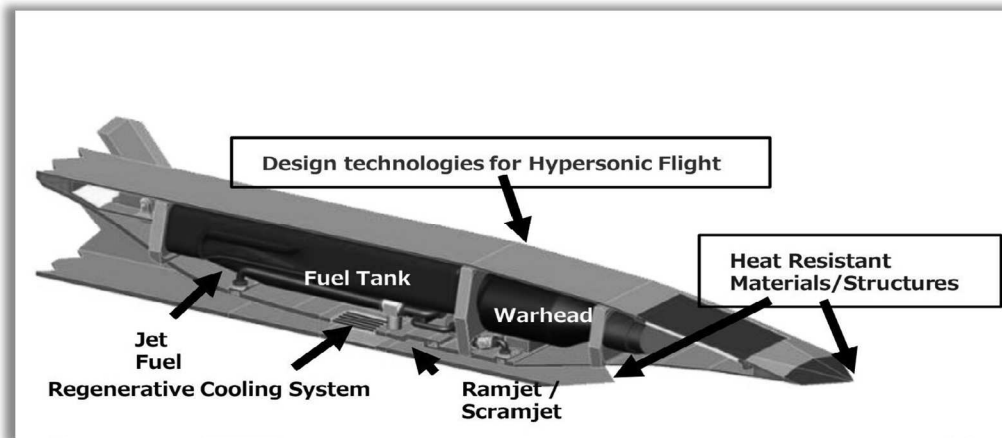 Design technologies for Hypersonic Flight
Heat Resistant
Materials/Structures
Fuel Tank
Warhead
Jet
Fuel
Regenerative Cooling System
Ramjet /
Scramjet